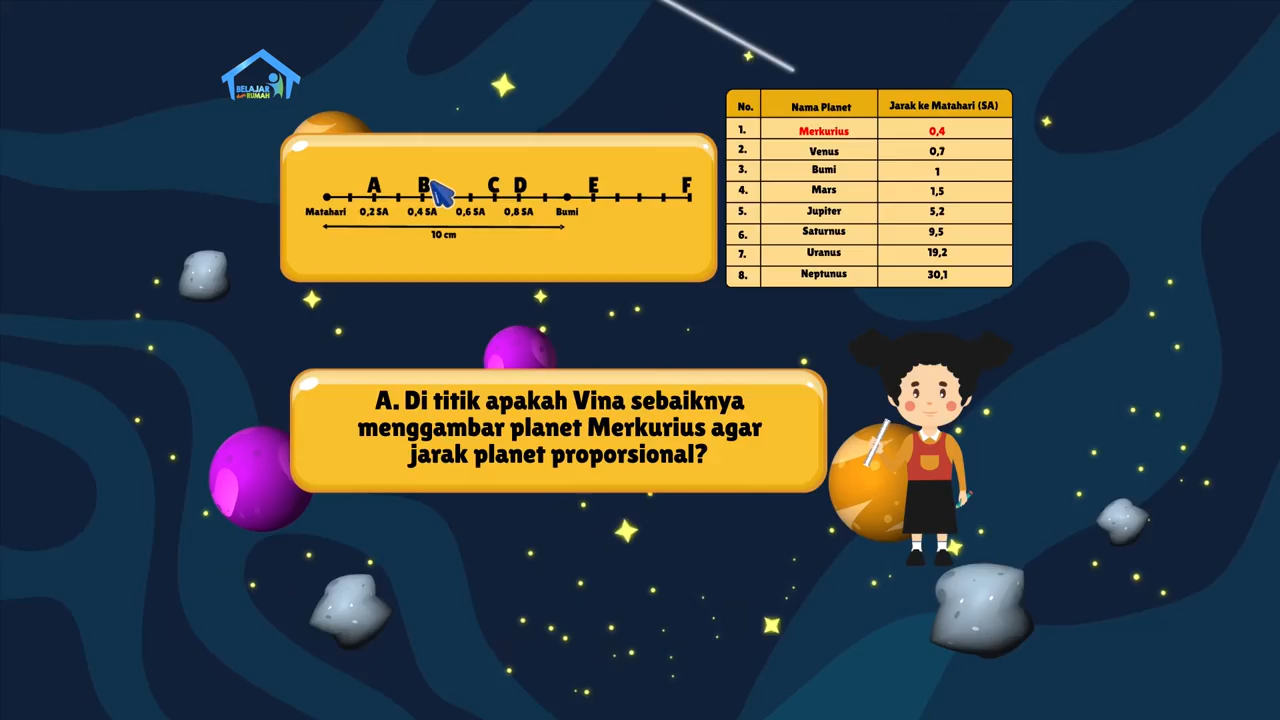 BELAJAR
dari RUMAH
A B C D E F
Matahari 0,2 SA 0,4 SA 0,6 SA 0,8 SA Bumi
10 cm
No. Nama Planet Jarak ke Matahari (SA)
1. Merkurius 0,4
2. Venus 0,7
3. Bumi 1
4. Mars 1,5
5. Jupiter 5,2
6. Saturnus 9,5
7. Uranus 19,2
8. Neptunus 30,1
A. Di titik apakah Vina sebaiknya
menggambar planet Merkurius agar
jarak planet proporsional?